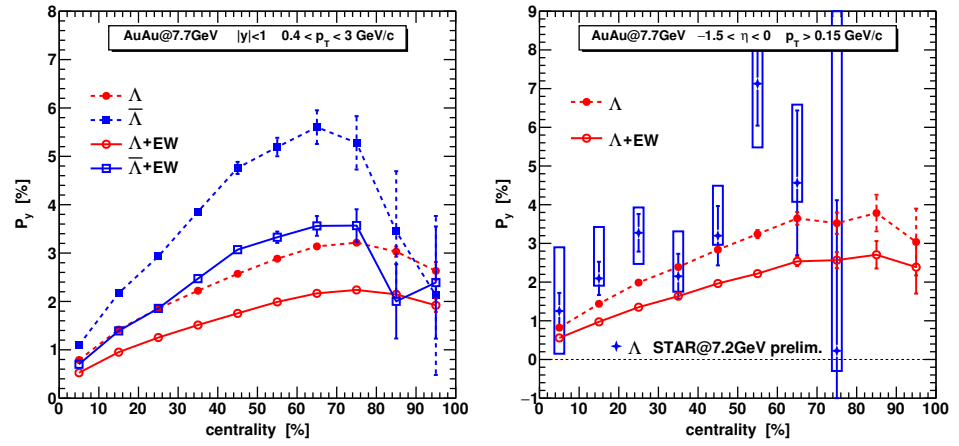 AuAu@7.7GeV |y|<1 0.4 < p_T < 3 GeV/c
Λ
Λ̅
Λ+EW
Λ̅+EW
P_y [%]
8
7
6
5
4
3
2
1
0
0 10 20 30 40 50 60 70 80 90 100
centrality [%]
AuAu@7.7GeV −1.5 < η < 0 p_T > 0.15 GeV/c
Λ
Λ+EW
Λ STAR@7.2GeV prelim.
P_y [%]
9
8
7
6
5
4
3
2
1
0
−1
0 10 20 30 40 50 60 70 80 90 100
centrality [%]